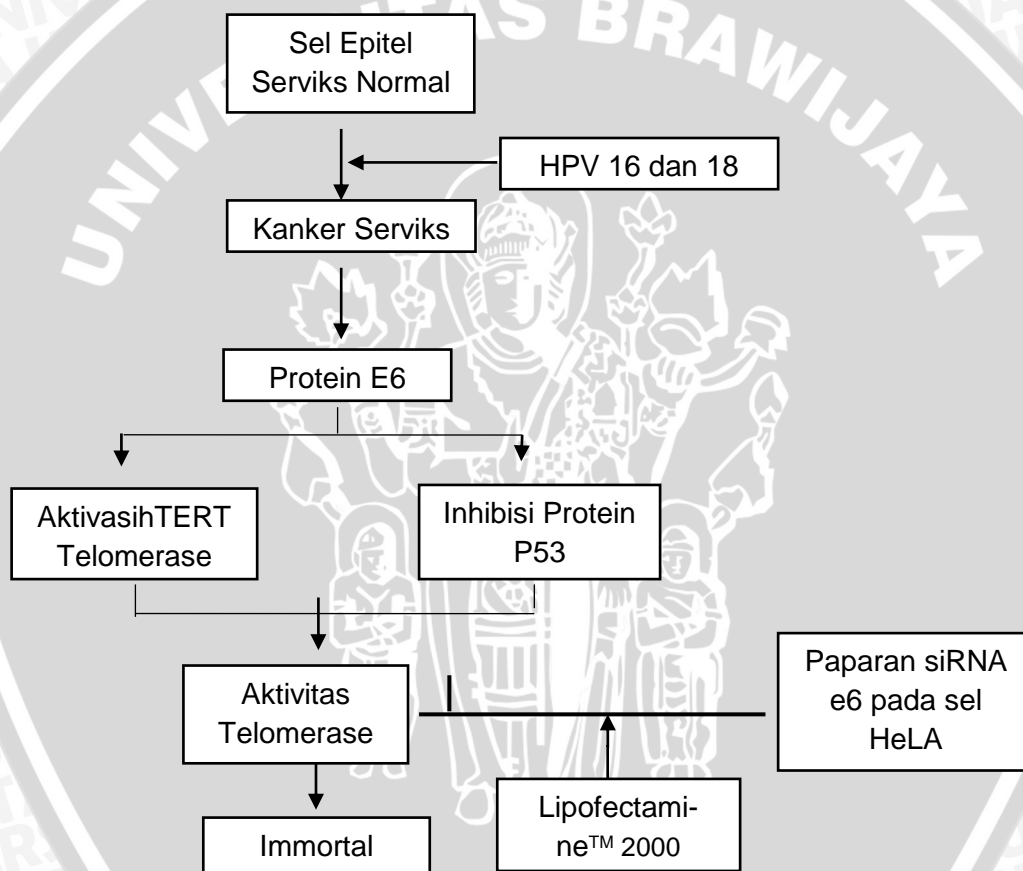 UNIVERSITAS BRAWIJAYA
Sel Epitel
Serviks Normal
HPV 16 dan 18
Kanker Serviks
Protein E6
AktivasihTERT
Telomerase
Inhibisi Protein
P53
Aktivitas
Telomerase
Paparan siRNA
e6 pada sel
HeLA
Lipofectami-
ne™ 2000
Immortal